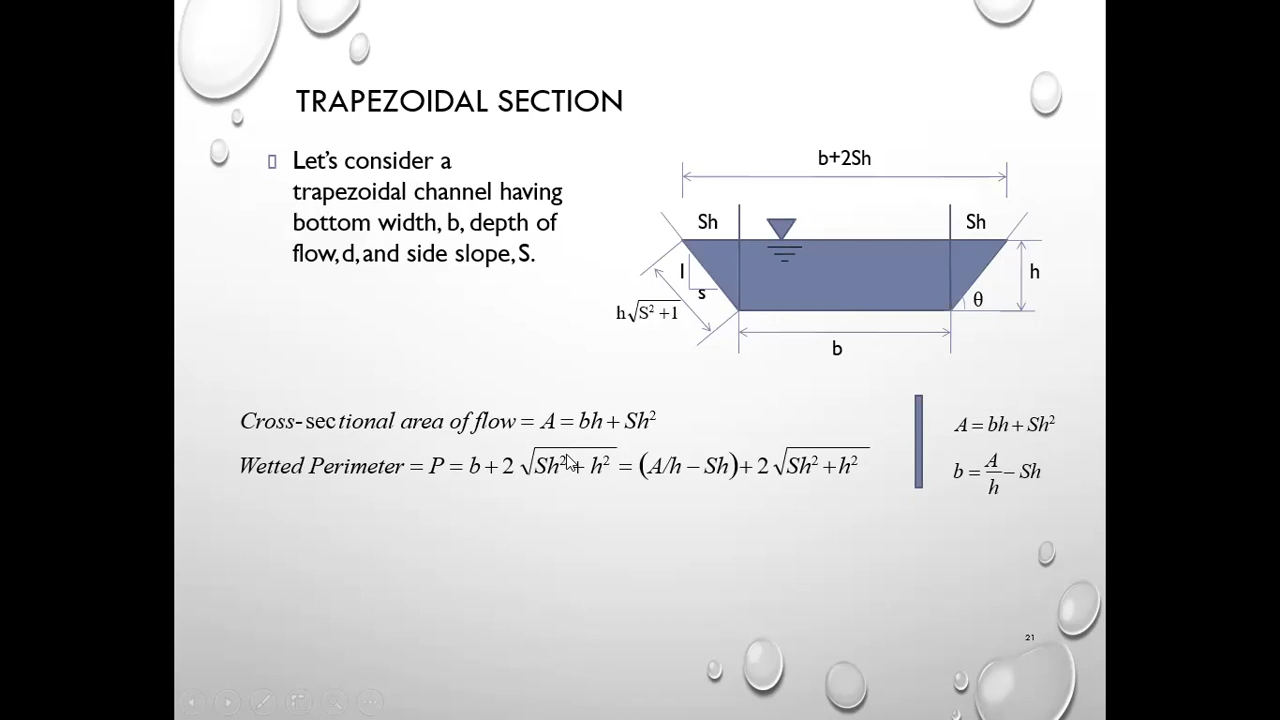 TRAPEZOIDAL SECTION
Let's consider a
trapezoidal channel having
bottom width, b, depth of
flow, d, and side slope, S.
b+2Sh
Sh
Sh
1
s
h
θ
h√S² +1
b
Cross-sectional area of flow = A = bh + Sh²
Wetted Perimeter = P = b + 2 √Sh² + h² = (A/h − Sh) + 2 √Sh² + h²
A = bh + Sh²
b = A/h − Sh
21